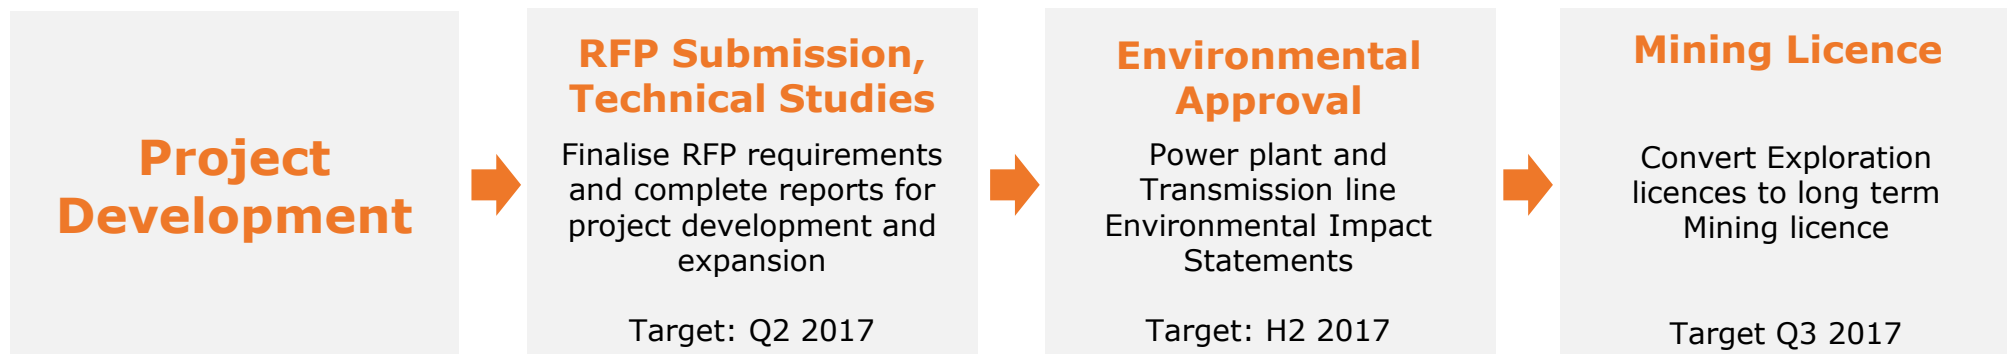 Project
Development
RFP Submission,
Technical Studies
Finalise RFP requirements
and complete reports for
project development and
expansion
Target: Q2 2017
Environmental
Approval
Power plant and
Transmission line
Environmental Impact
Statements
Target: H2 2017
Mining Licence
Convert Exploration
licences to long term
Mining licence
Target Q3 2017